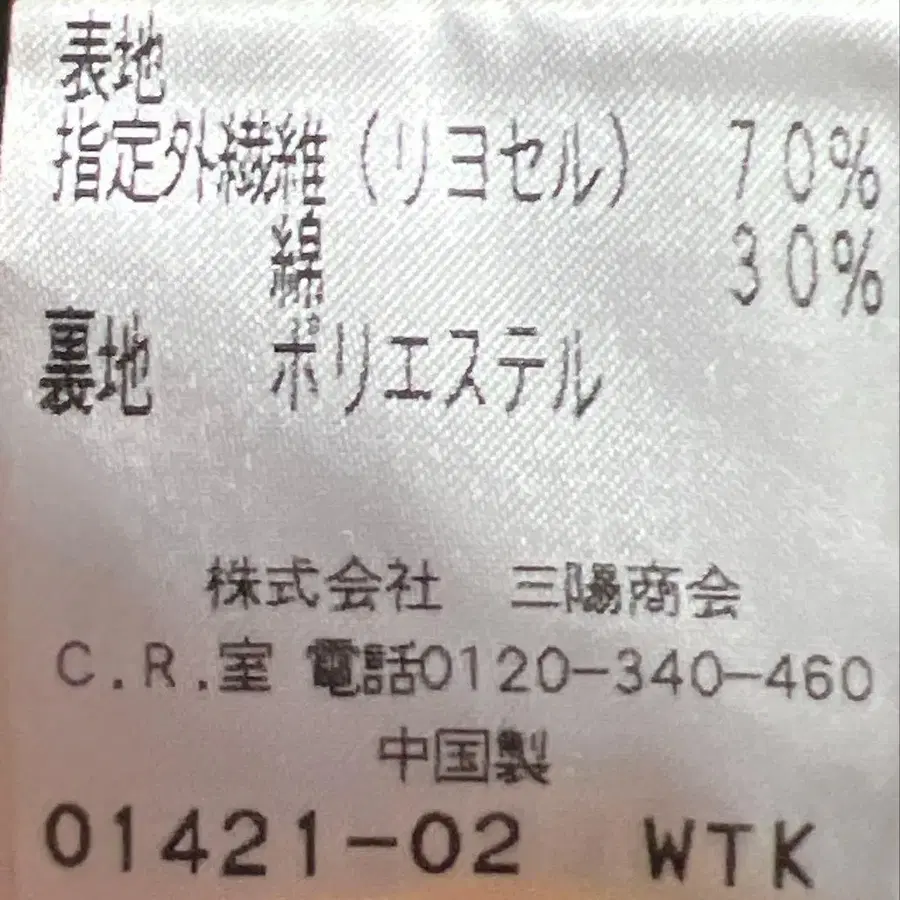 表地
指定外繊維（リヨセル） 70%
綿 30%
裏地 ポリエステル
株式会社 三陽商会
C.R.室 電話0120-340-460
中国製
01421-02 WTK